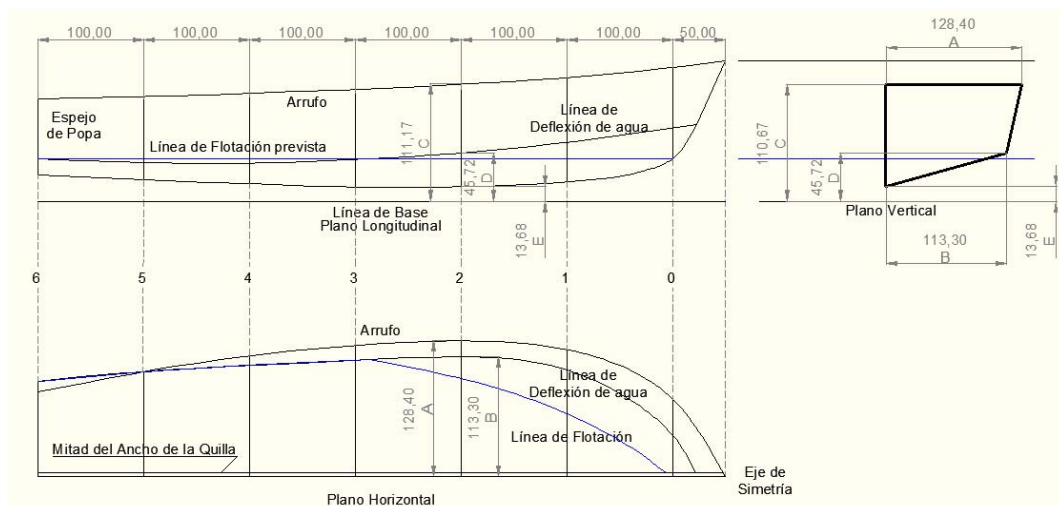 100,00 100,00 100,00 100,00 100,00 100,00 50,00
128,40
A
Espejo
de Popa
Arrufo
Línea de
Deflexión de agua
Línea de Flotación prevista
111,17
C
45,72
D
13,68
E
110,67
C
45,72
D
Línea de Base
Plano Longitudinal
Plano Vertical
113,30
B
13,68
E
6 5 4 3 2 1 0
Arrufo
Línea de
Deflexión de agua
128,40
A
113,30
B
Línea de Flotación
Mitad del Ancho de la Quilla
Eje de
Simetría
Plano Horizontal